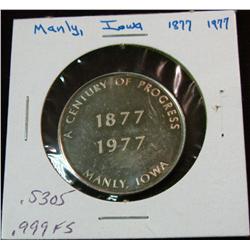 Manly, Iowa 1877 1977
A CENTURY OF PROGRESS
1877
1977
MANLY, IOWA
.5305
.999 FS